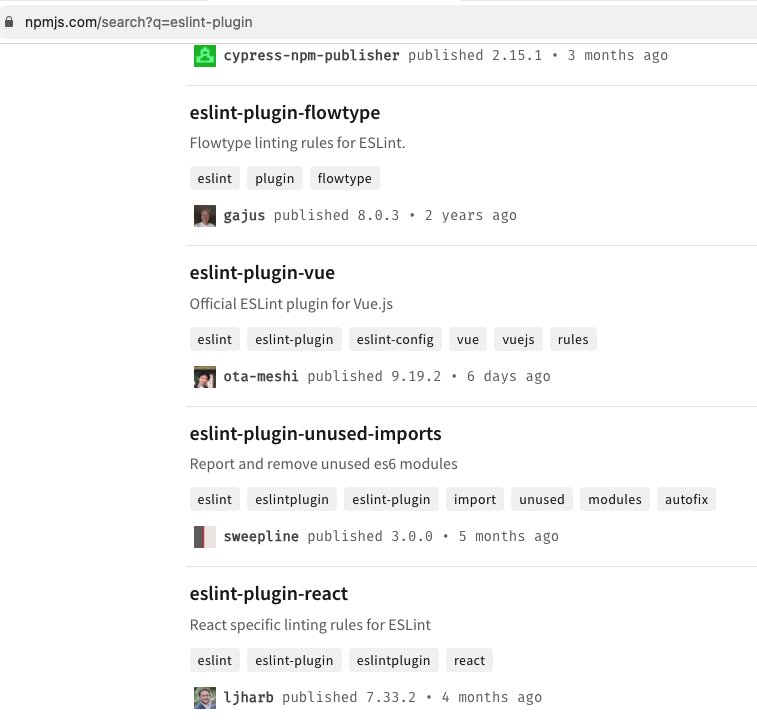 npmjs.com/search?q=eslint-plugin
cypress-npm-publisher published 2.15.1 • 3 months ago
eslint-plugin-flowtype
Flowtype linting rules for ESLint.
eslint plugin flowtype
gajus published 8.0.3 • 2 years ago
eslint-plugin-vue
Official ESLint plugin for Vue.js
eslint eslint-plugin eslint-config vue vuejs rules
ota-meshi published 9.19.2 • 6 days ago
eslint-plugin-unused-imports
Report and remove unused es6 modules
eslint eslintplugin eslint-plugin import unused modules autofix
sweepline published 3.0.0 • 5 months ago
eslint-plugin-react
React specific linting rules for ESLint
eslint eslint-plugin eslintplugin react
ljharb published 7.33.2 • 4 months ago